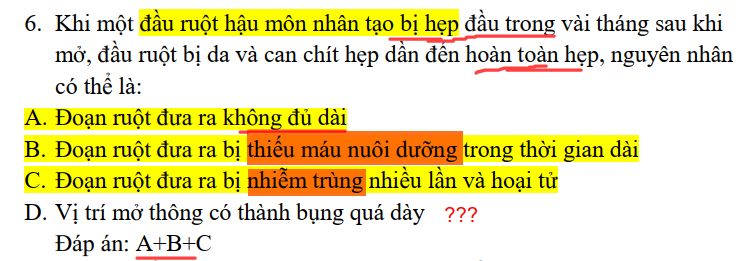 6. Khi một đầu ruột hậu môn nhân tạo bị hẹp đầu trong vài tháng sau khi
mở, đầu ruột bị da và can chít hẹp dần đến hoàn toàn hẹp, nguyên nhân
có thể là:
A. Đoạn ruột đưa ra không đủ dài
B. Đoạn ruột đưa ra bị thiếu máu nuôi dưỡng trong thời gian dài
C. Đoạn ruột đưa ra bị nhiễm trùng nhiều lần và hoại tử
D. Vị trí mở thông có thành bụng quá dày ???
Đáp án: A+B+C